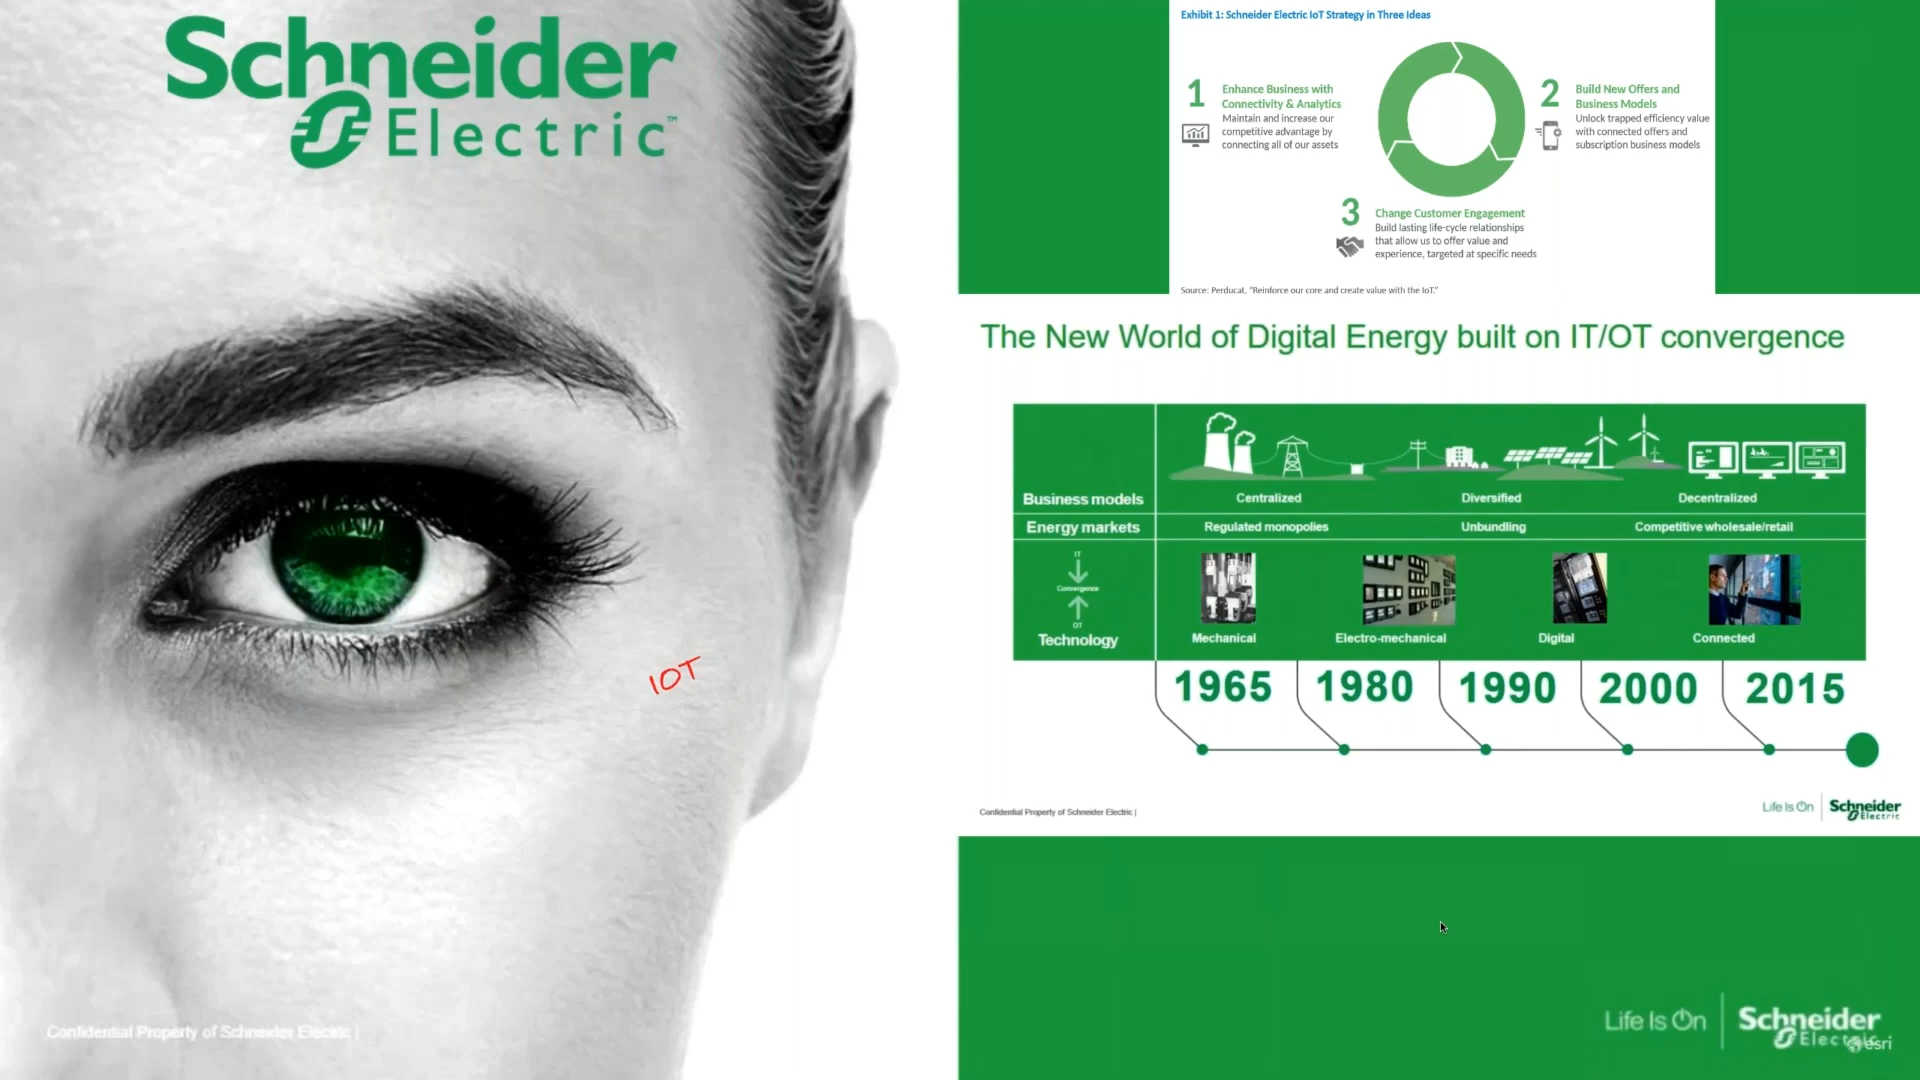 Schneider
Electric™
IOT
Confidential Property of Schneider Electric |
Exhibit 1: Schneider Electric IoT Strategy in Three Ideas
1
Enhance Business with
Connectivity & Analytics
Maintain and increase our
competitive advantage by
connecting all of our assets
2
Build New Offers and
Business Models
Unlock trapped efficiency value
with connected offers and
subscription business models
3
Change Customer Engagement
Build lasting life-cycle relationships
that allow us to offer value and
experience, targeted at specific needs
Source: Perducat, "Reinforce our core and create value with the IoT."
The New World of Digital Energy built on IT/OT convergence
Business models Centralized Diversified Decentralized
Energy markets Regulated monopolies Unbundling Competitive wholesale/retail
IT
Convergence
OT
Technology Mechanical Electro-mechanical Digital Connected
1965 1980 1990 2000 2015
Confidential Property of Schneider Electric |
Life Is On | Schneider
Electric
Life Is On | Schneider
Electric
esri